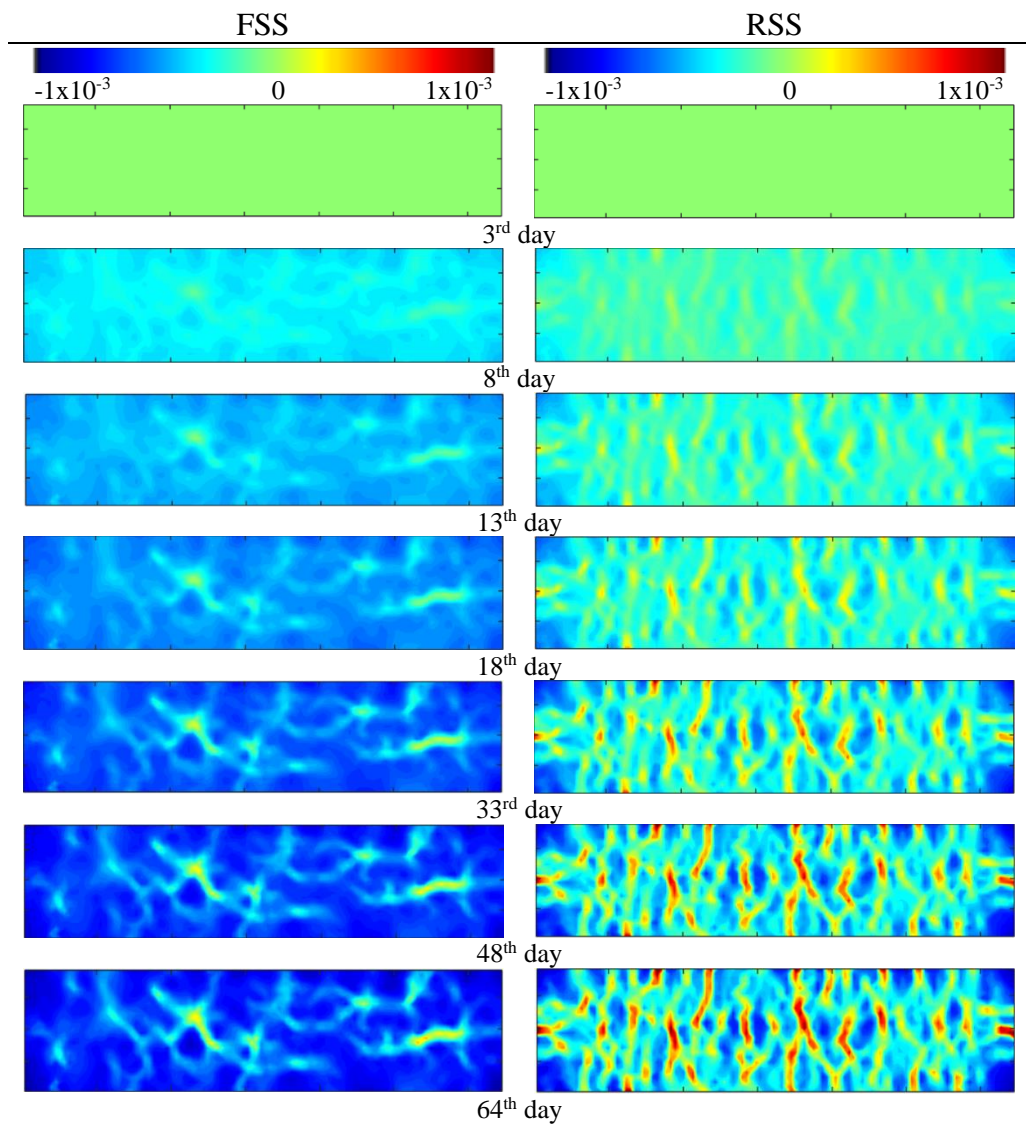 FSS RSS
-1x10⁻³ 0 1x10⁻³ -1x10⁻³ 0 1x10⁻³
3rd day
8th day
13th day
18th day
33rd day
48th day
64th day